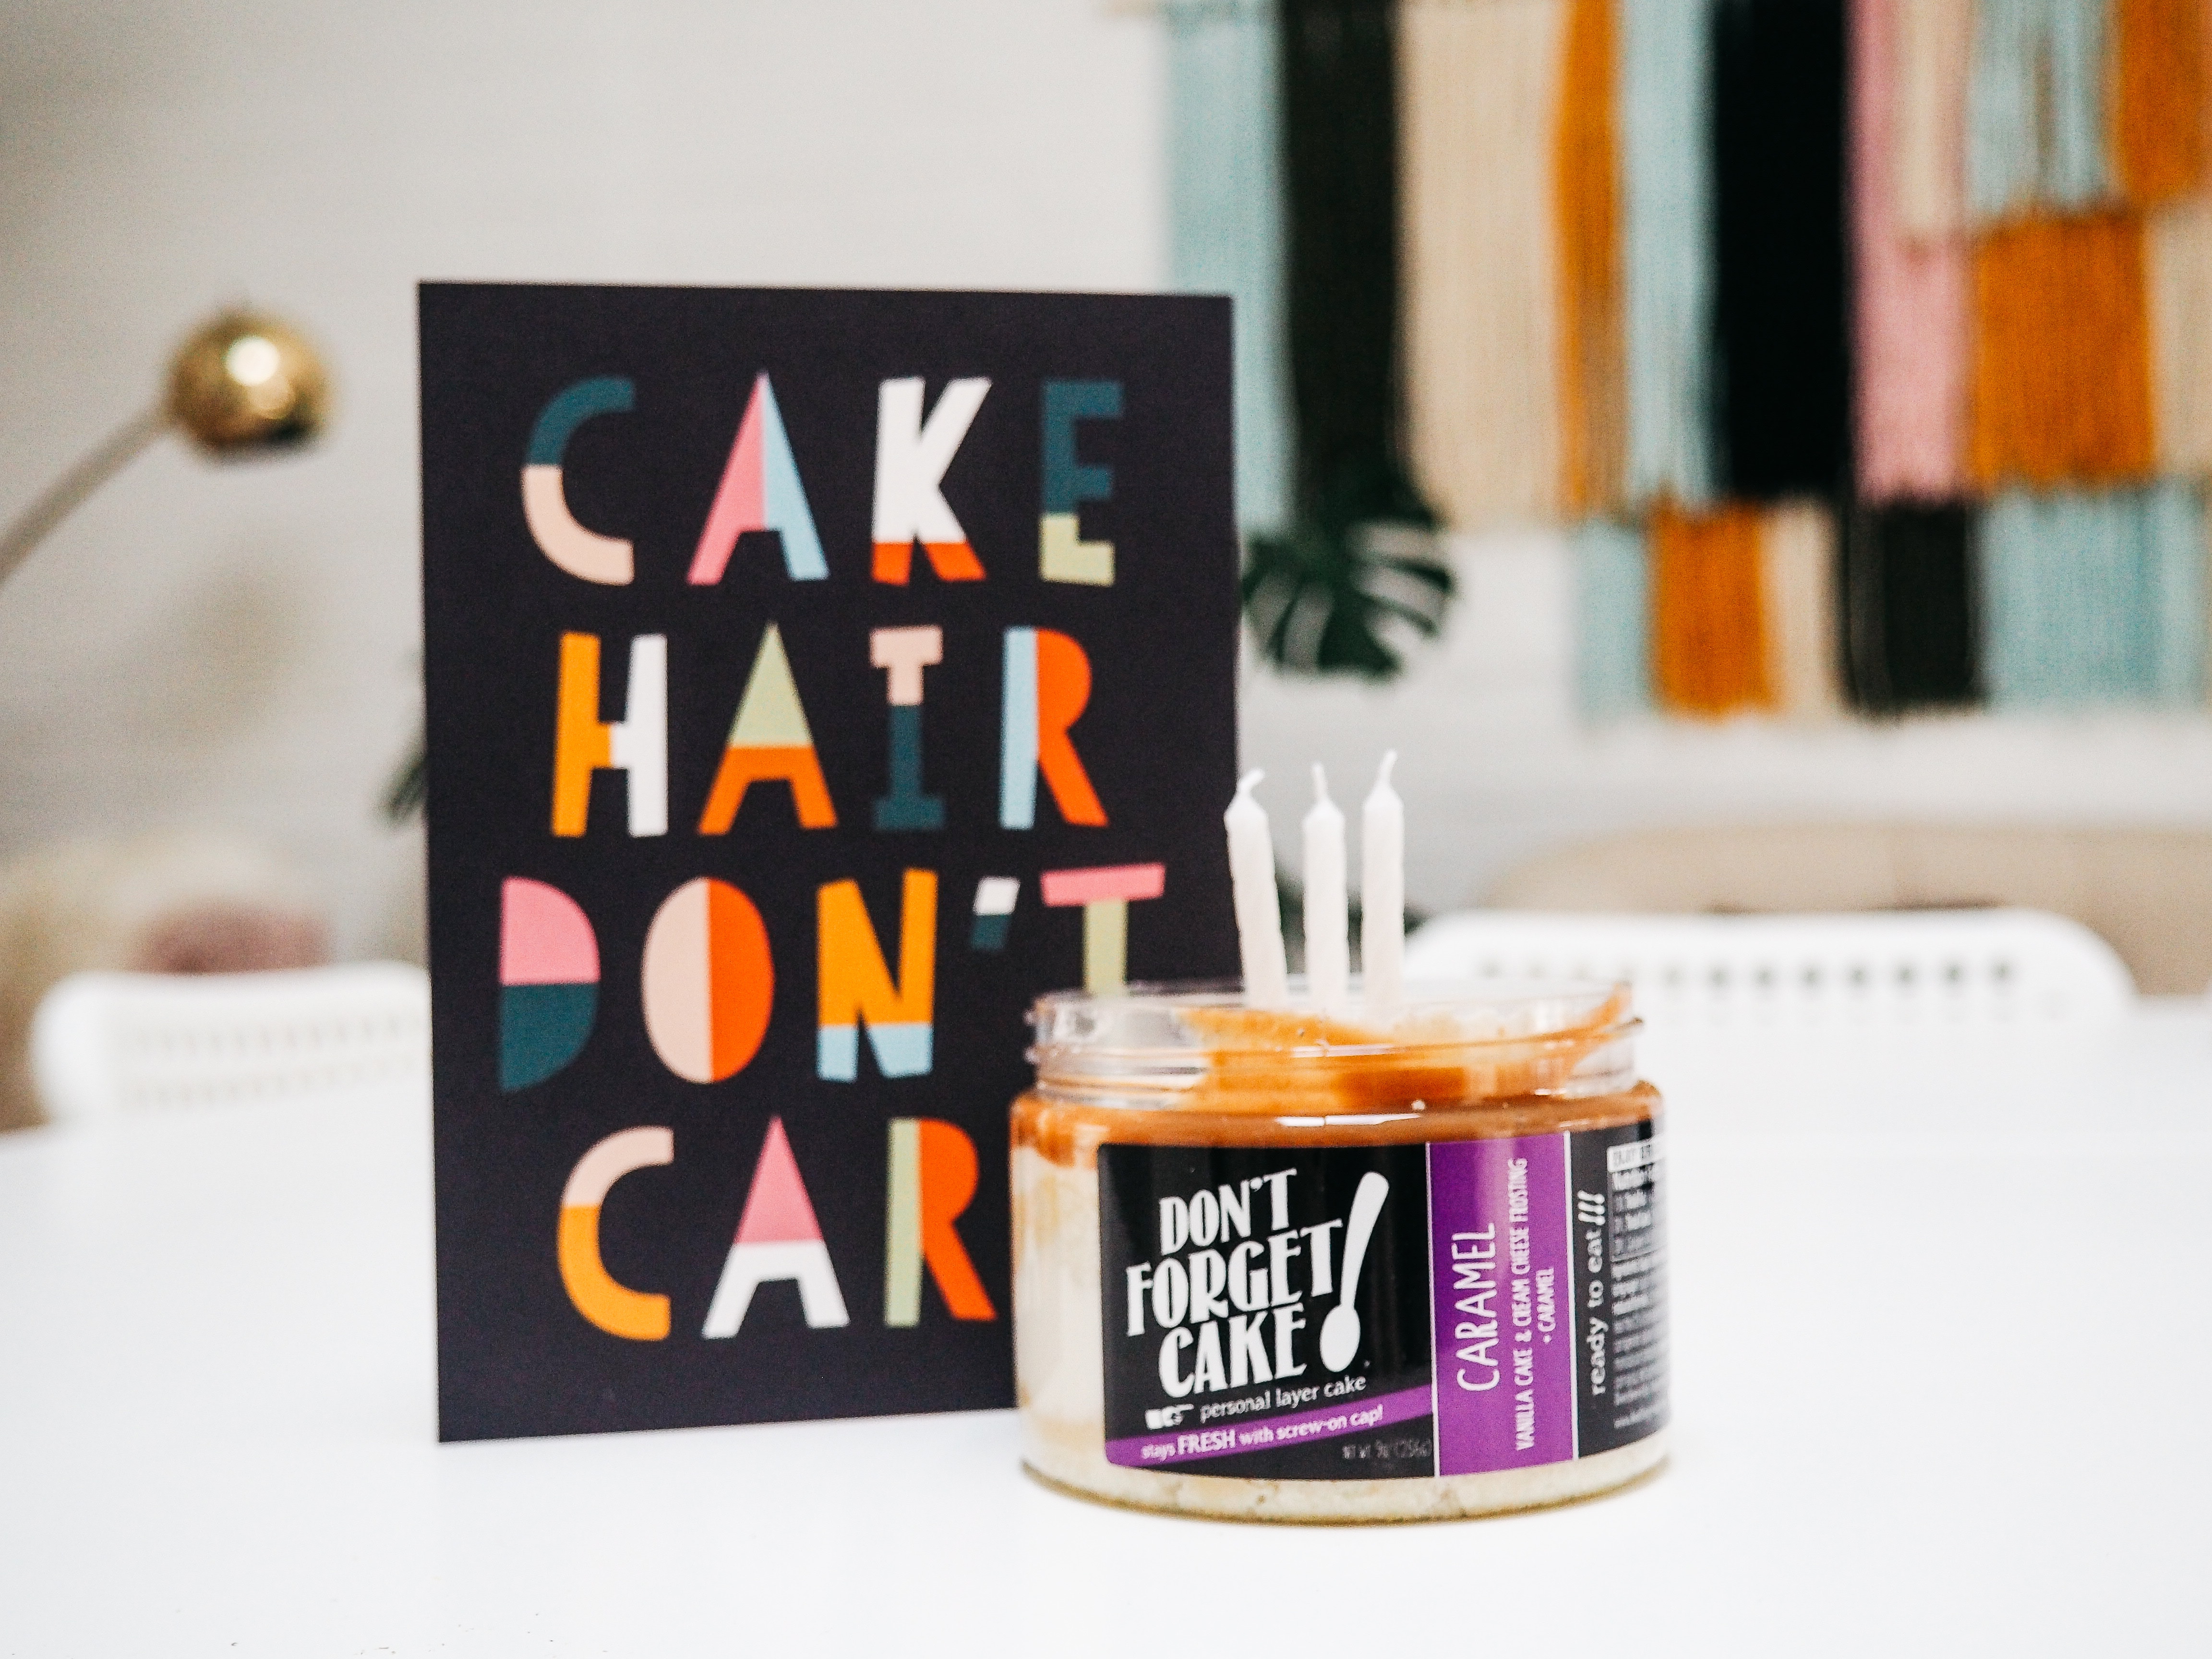 CAKE
HAIR
DON'T
CAR
DON'T
FORGET
CAKE!
personal layer cake
stays FRESH with screw-on cap!
CARAMEL
VANILLA CAKE & CREAM CHEESE FROSTING
+ CARAMEL
ready to eat!!!